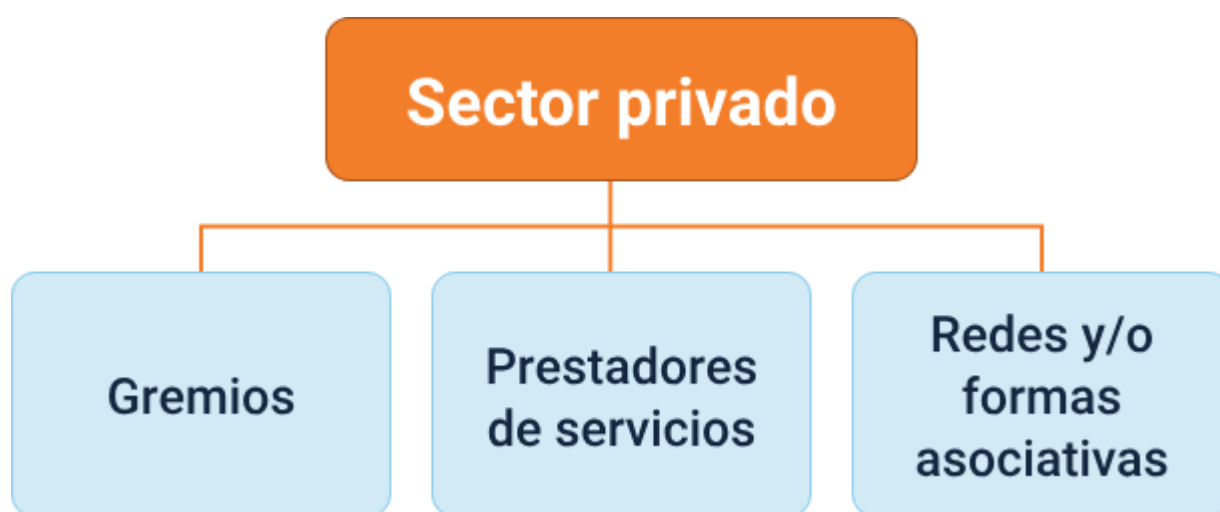 Sector privado
Gremios
Prestadores
de servicios
Redes y/o
formas
asociativas